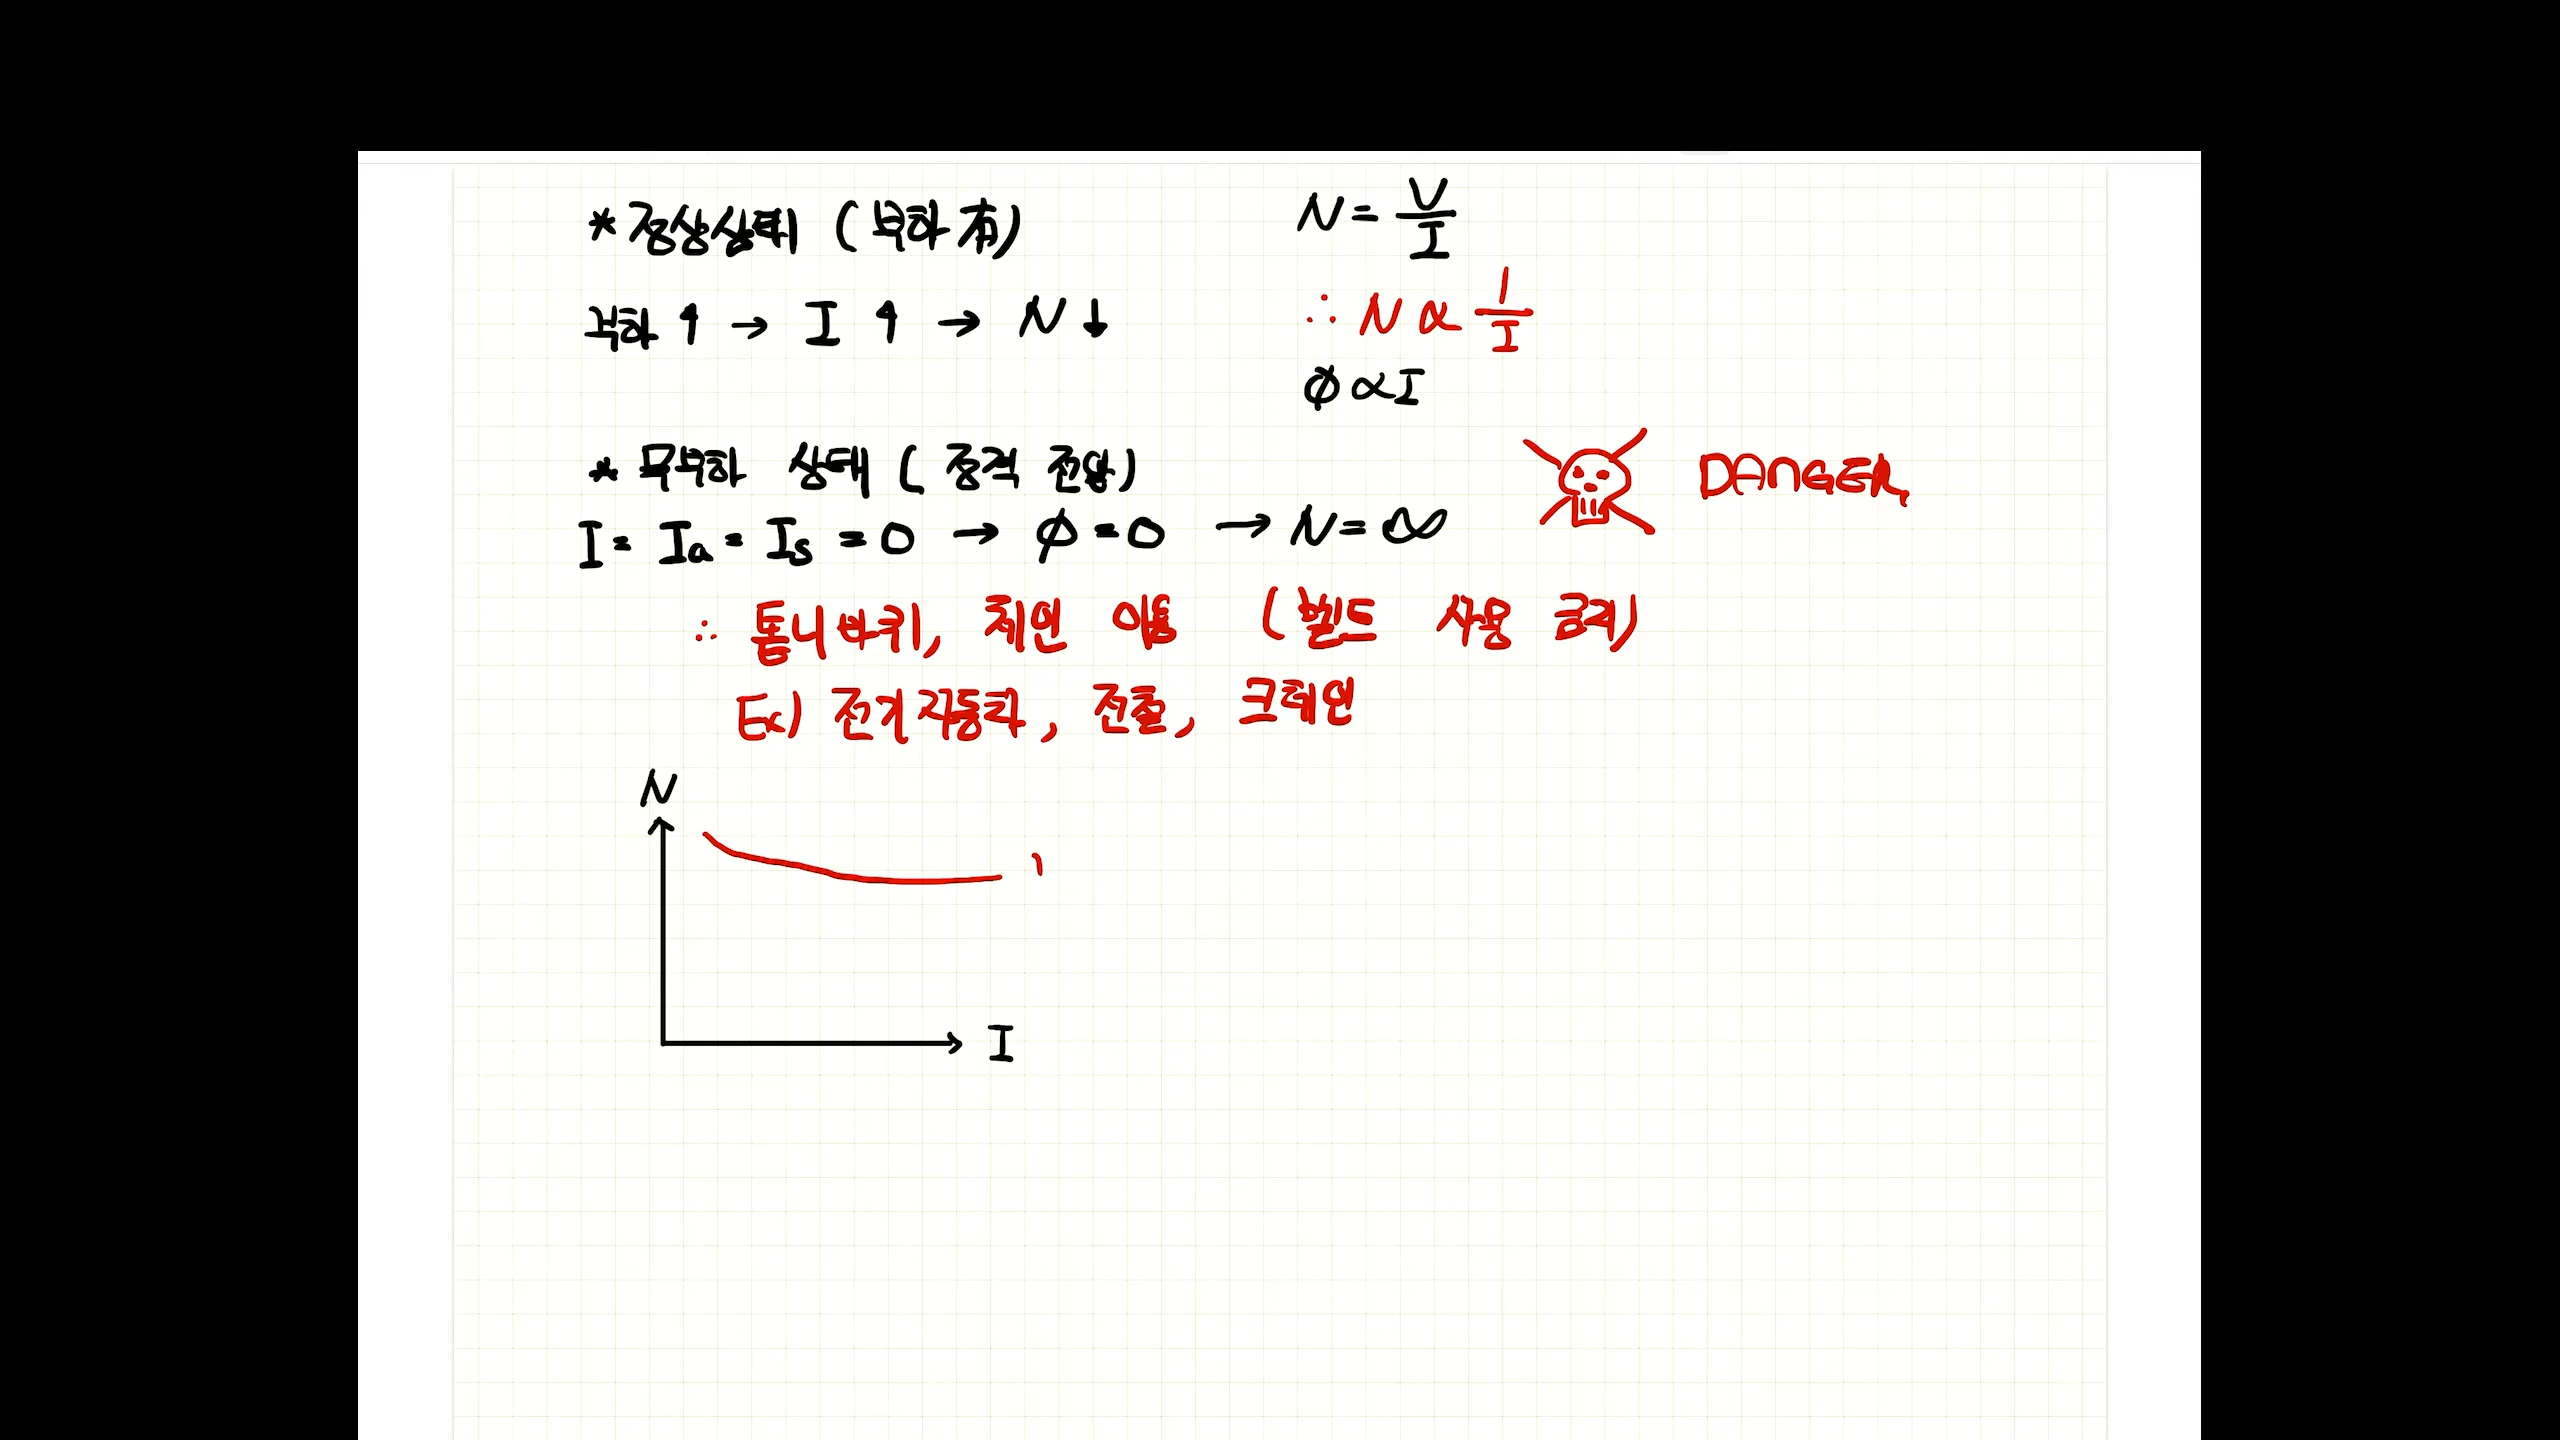 * 정상상태 (부하 有)
N = V/I
부하 ↑ → I ↑ → N ↓
∴ N ∝ 1/I
φ ∝ I
* 무부하 상태 ( 정격 전압)
DANGER
I = Ia = Is = 0 → φ = 0 → N = ∞
∴ 톱니바퀴, 체인 이용 (벨트 사용 금지)
Ex) 전기자동차, 전철, 크레인
N
I